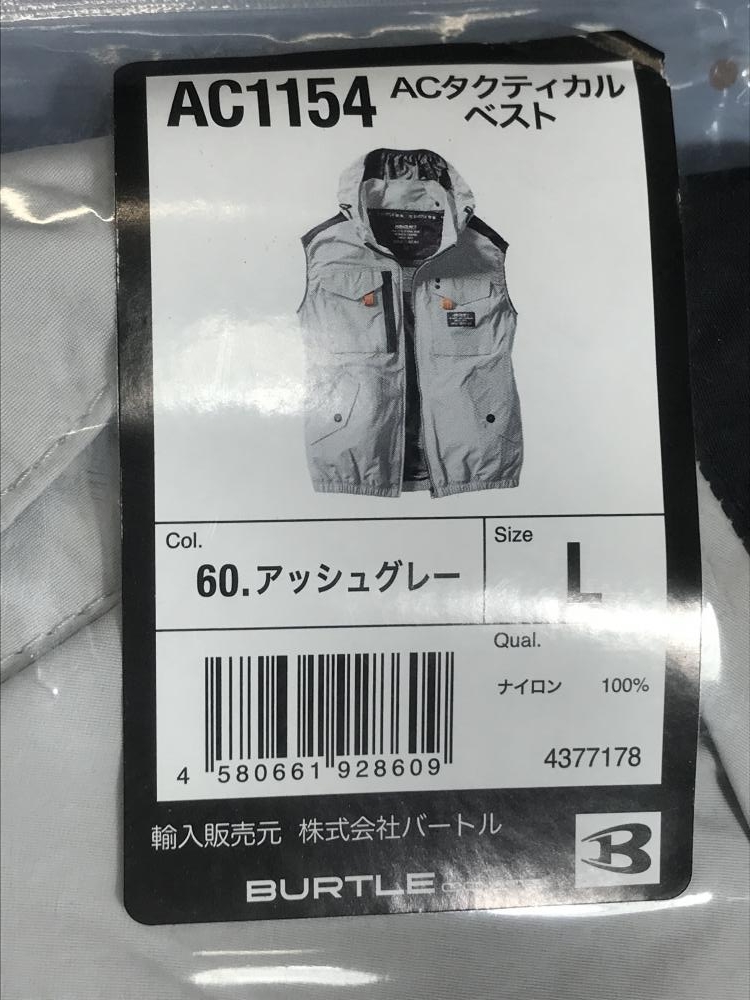 AC1154 ACタクティカル
ベスト
Col.
60.アッシュグレー
Size
L
Qual.
ナイロン 100%
4 580661 928609
4377178
輸入販売元 株式会社バートル
B
BURTLE